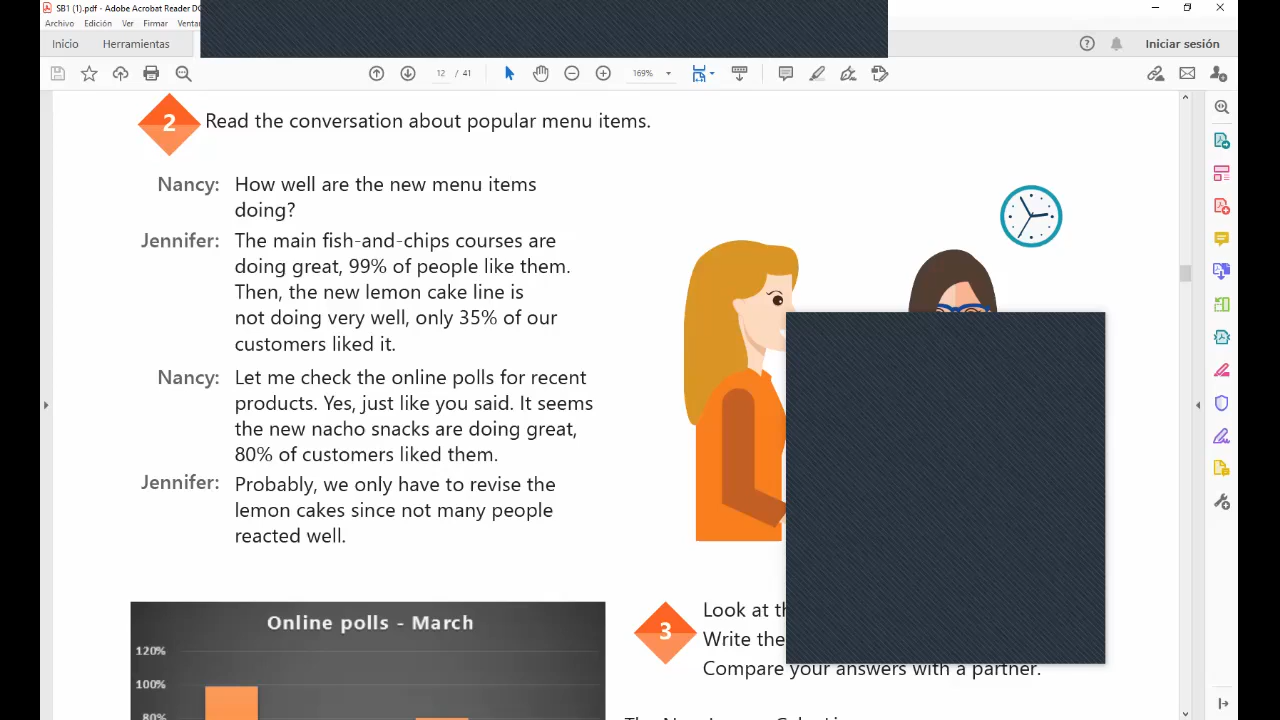 SB1 (1).pdf - Adobe Acrobat Reader
Archivo Edición Ver Firmar
Inicio Herramientas
Iniciar sesión
12 / 41
169%
2 Read the conversation about popular menu items.
Nancy: How well are the new menu items
doing?
Jennifer: The main fish-and-chips courses are
doing great, 99% of people like them.
Then, the new lemon cake line is
not doing very well, only 35% of our
customers liked it.
Nancy: Let me check the online polls for recent
products. Yes, just like you said. It seems
the new nacho snacks are doing great,
80% of customers liked them.
Jennifer: Probably, we only have to revise the
lemon cakes since not many people
reacted well.
Online polls - March
120%
100%
80%
3 Look at
Write the
Compare your answers with a partner.